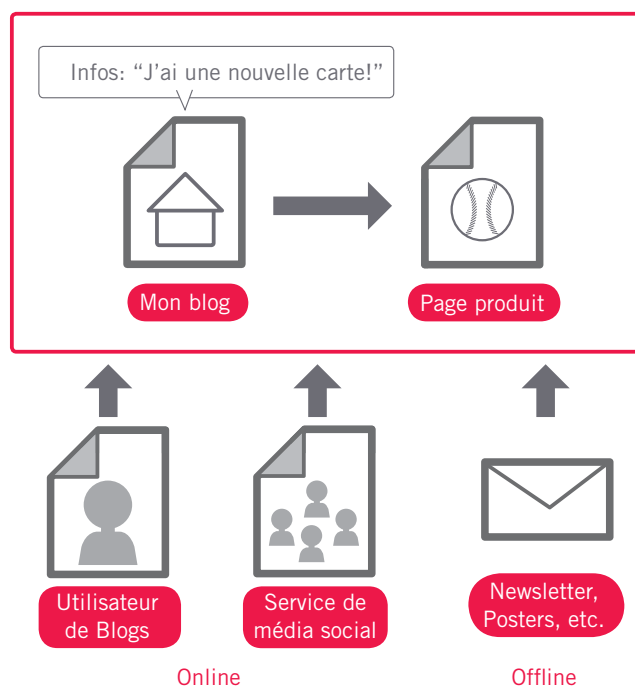 Infos: “J’ai une nouvelle carte!”
Mon blog
Page produit
Utilisateur
de Blogs
Service de
média social
Newsletter,
Posters, etc.
Online
Offline